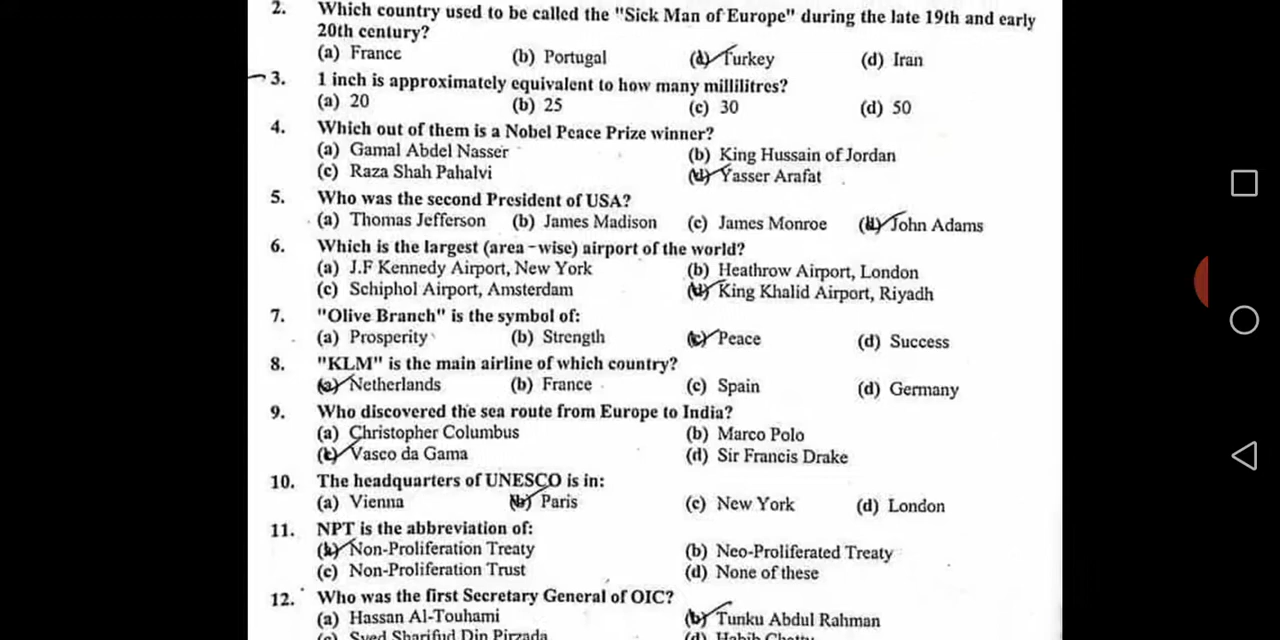 2. Which country used to be called the "Sick Man of Europe" during the late 19th and early
20th century?
(a) France (b) Portugal (c) Turkey (d) Iran
3. 1 inch is approximately equivalent to how many millilitres?
(a) 20 (b) 25 (c) 30 (d) 50
4. Which out of them is a Nobel Peace Prize winner?
(a) Gamal Abdel Nasser (b) King Hussain of Jordan
(c) Raza Shah Pahalvi (d) Yasser Arafat
5. Who was the second President of USA?
(a) Thomas Jefferson (b) James Madison (c) James Monroe (d) John Adams
6. Which is the largest (area-wise) airport of the world?
(a) J.F Kennedy Airport, New York (b) Heathrow Airport, London
(c) Schiphol Airport, Amsterdam (d) King Khalid Airport, Riyadh
7. "Olive Branch" is the symbol of:
(a) Prosperity (b) Strength (c) Peace (d) Success
8. "KLM" is the main airline of which country?
(a) Netherlands (b) France (c) Spain (d) Germany
9. Who discovered the sea route from Europe to India?
(a) Christopher Columbus (b) Marco Polo
(c) Vasco da Gama (d) Sir Francis Drake
10. The headquarters of UNESCO is in:
(a) Vienna (b) Paris (c) New York (d) London
11. NPT is the abbreviation of:
(a) Non-Proliferation Treaty (b) Neo-Proliferated Treaty
(c) Non-Proliferation Trust (d) None of these
12. Who was the first Secretary General of OIC?
(a) Hassan Al-Touhami (b) Tunku Abdul Rahman
(c) Syed Sharifud Din Pirzada (d) Habib Chatty